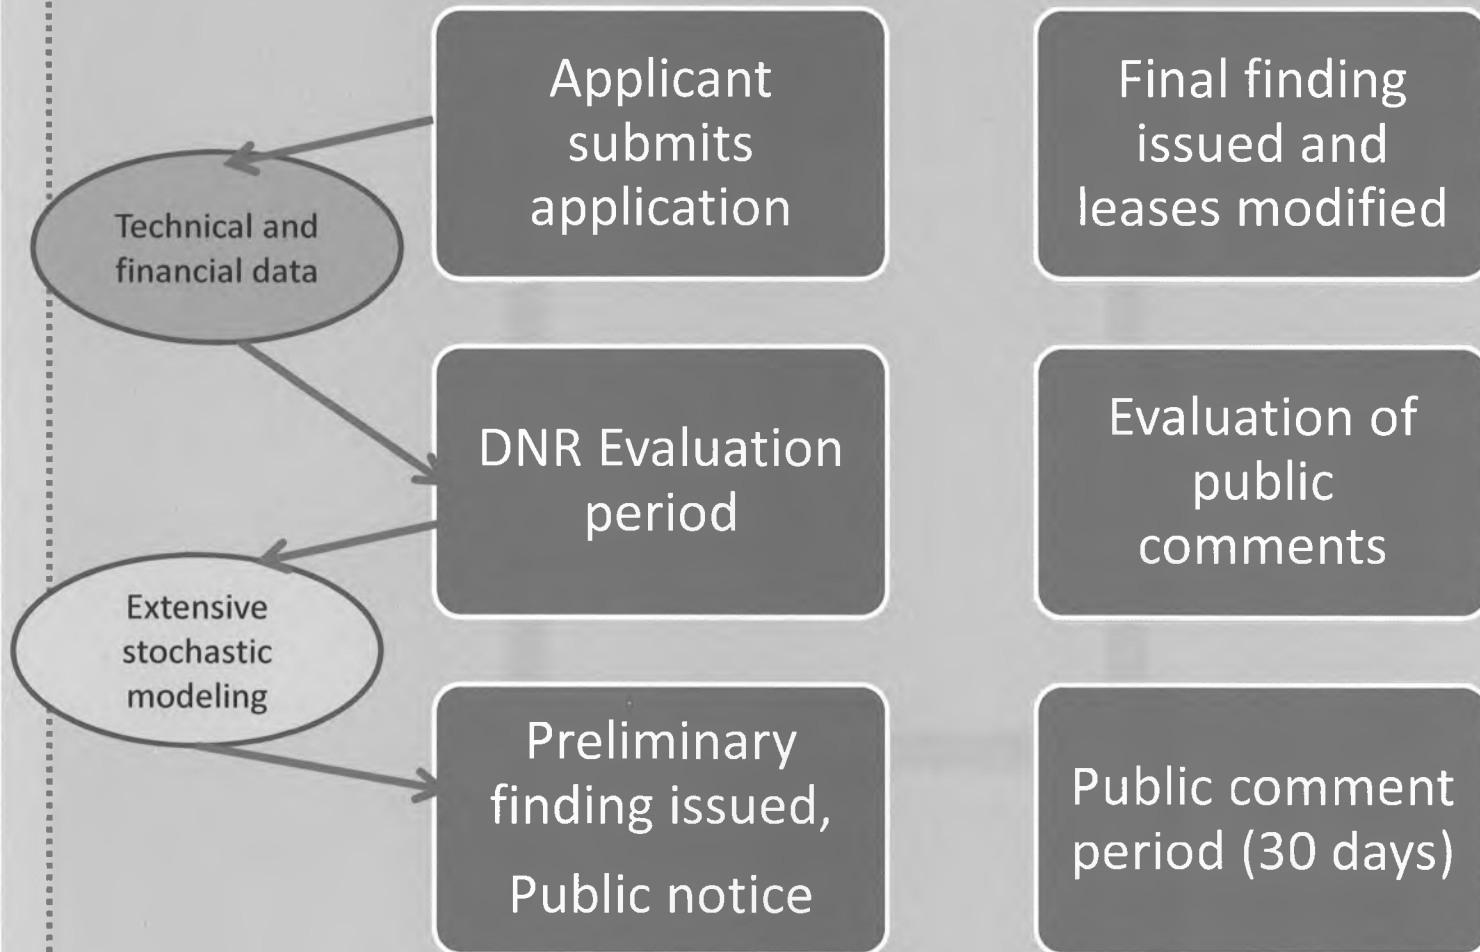 Applicant
submits
application
Technical and
financial data
DNR Evaluation
period
Extensive
stochastic
modeling
Preliminary
finding issued,
Public notice
Public comment
period (30 days)
Evaluation of
public
comments
Final finding
issued and
leases modified